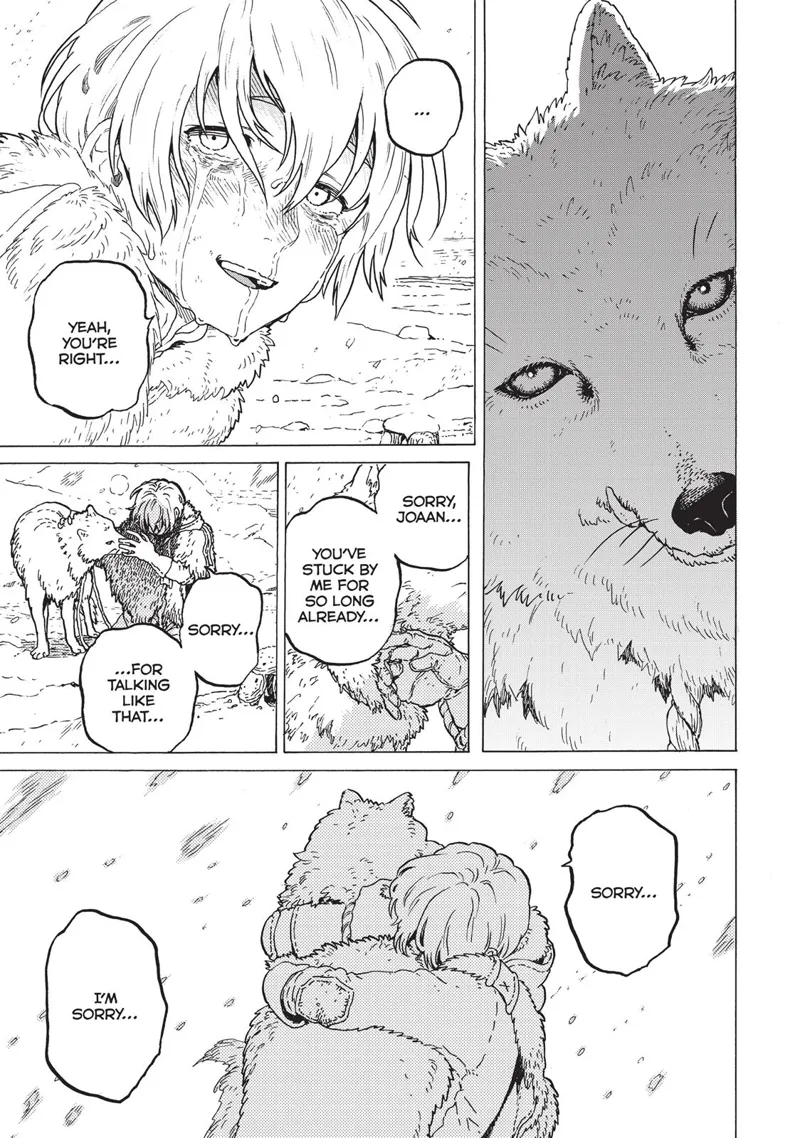 ...
YEAH,
YOU'RE
RIGHT...
SORRY,
JOAAN...
YOU'VE
STUCK BY
ME FOR
SO LONG
ALREADY...
SORRY...
...FOR
TALKING
LIKE
THAT...
SORRY...
I'M
SORRY...